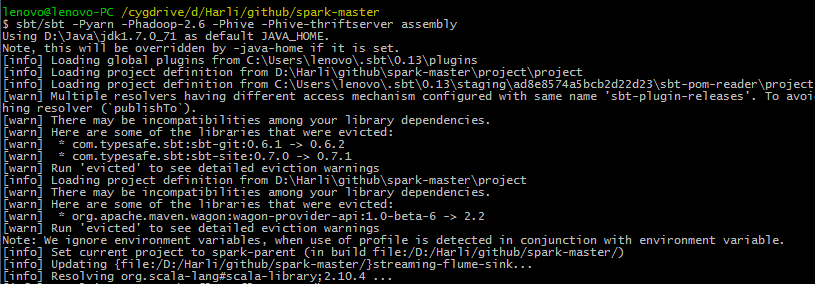 lenovo@lenovo-PC /cygdrive/d/Harli/github/spark-master
$ sbt/sbt -Pyarn -Phadoop-2.6 -Phive -Phive-thriftserver assembly
Using D:\Java\jdk1.7.0_71 as default JAVA_HOME.
Note, this will be overridden by -java-home if it is set.
[info] Loading global plugins from C:\Users\lenovo\.sbt\0.13\plugins
[info] Loading project definition from D:\Harli\github\spark-master\project\project
[info] Loading project definition from C:\Users\lenovo\.sbt\0.13\staging\ad8e8574a5bcb2d22d23\sbt-pom-reader\project
[warn] Multiple resolvers having different access mechanism configured with same name 'sbt-plugin-releases'. To avoi
hing resolver (`publishTo`).
[warn] There may be incompatibilities among your library dependencies.
[warn] Here are some of the libraries that were evicted:
[warn]  * com.typesafe.sbt:sbt-git:0.6.1 -> 0.6.2
[warn]  * com.typesafe.sbt:sbt-site:0.7.0 -> 0.7.1
[warn] Run 'evicted' to see detailed eviction warnings
[info] Loading project definition from D:\Harli\github\spark-master\project
[warn] There may be incompatibilities among your library dependencies.
[warn] Here are some of the libraries that were evicted:
[warn]  * org.apache.maven.wagon:wagon-provider-api:1.0-beta-6 -> 2.2
[warn] Run 'evicted' to see detailed eviction warnings
Note: We ignore environment variables, when use of profile is detected in conjunction with environment variable.
[info] Set current project to spark-parent (in build file:/D:/Harli/github/spark-master/)
[info] Updating {file:/D:/Harli/github/spark-master/}streaming-flume-sink...
[info] Resolving org.scala-lang#scala-library;2.10.4 ...